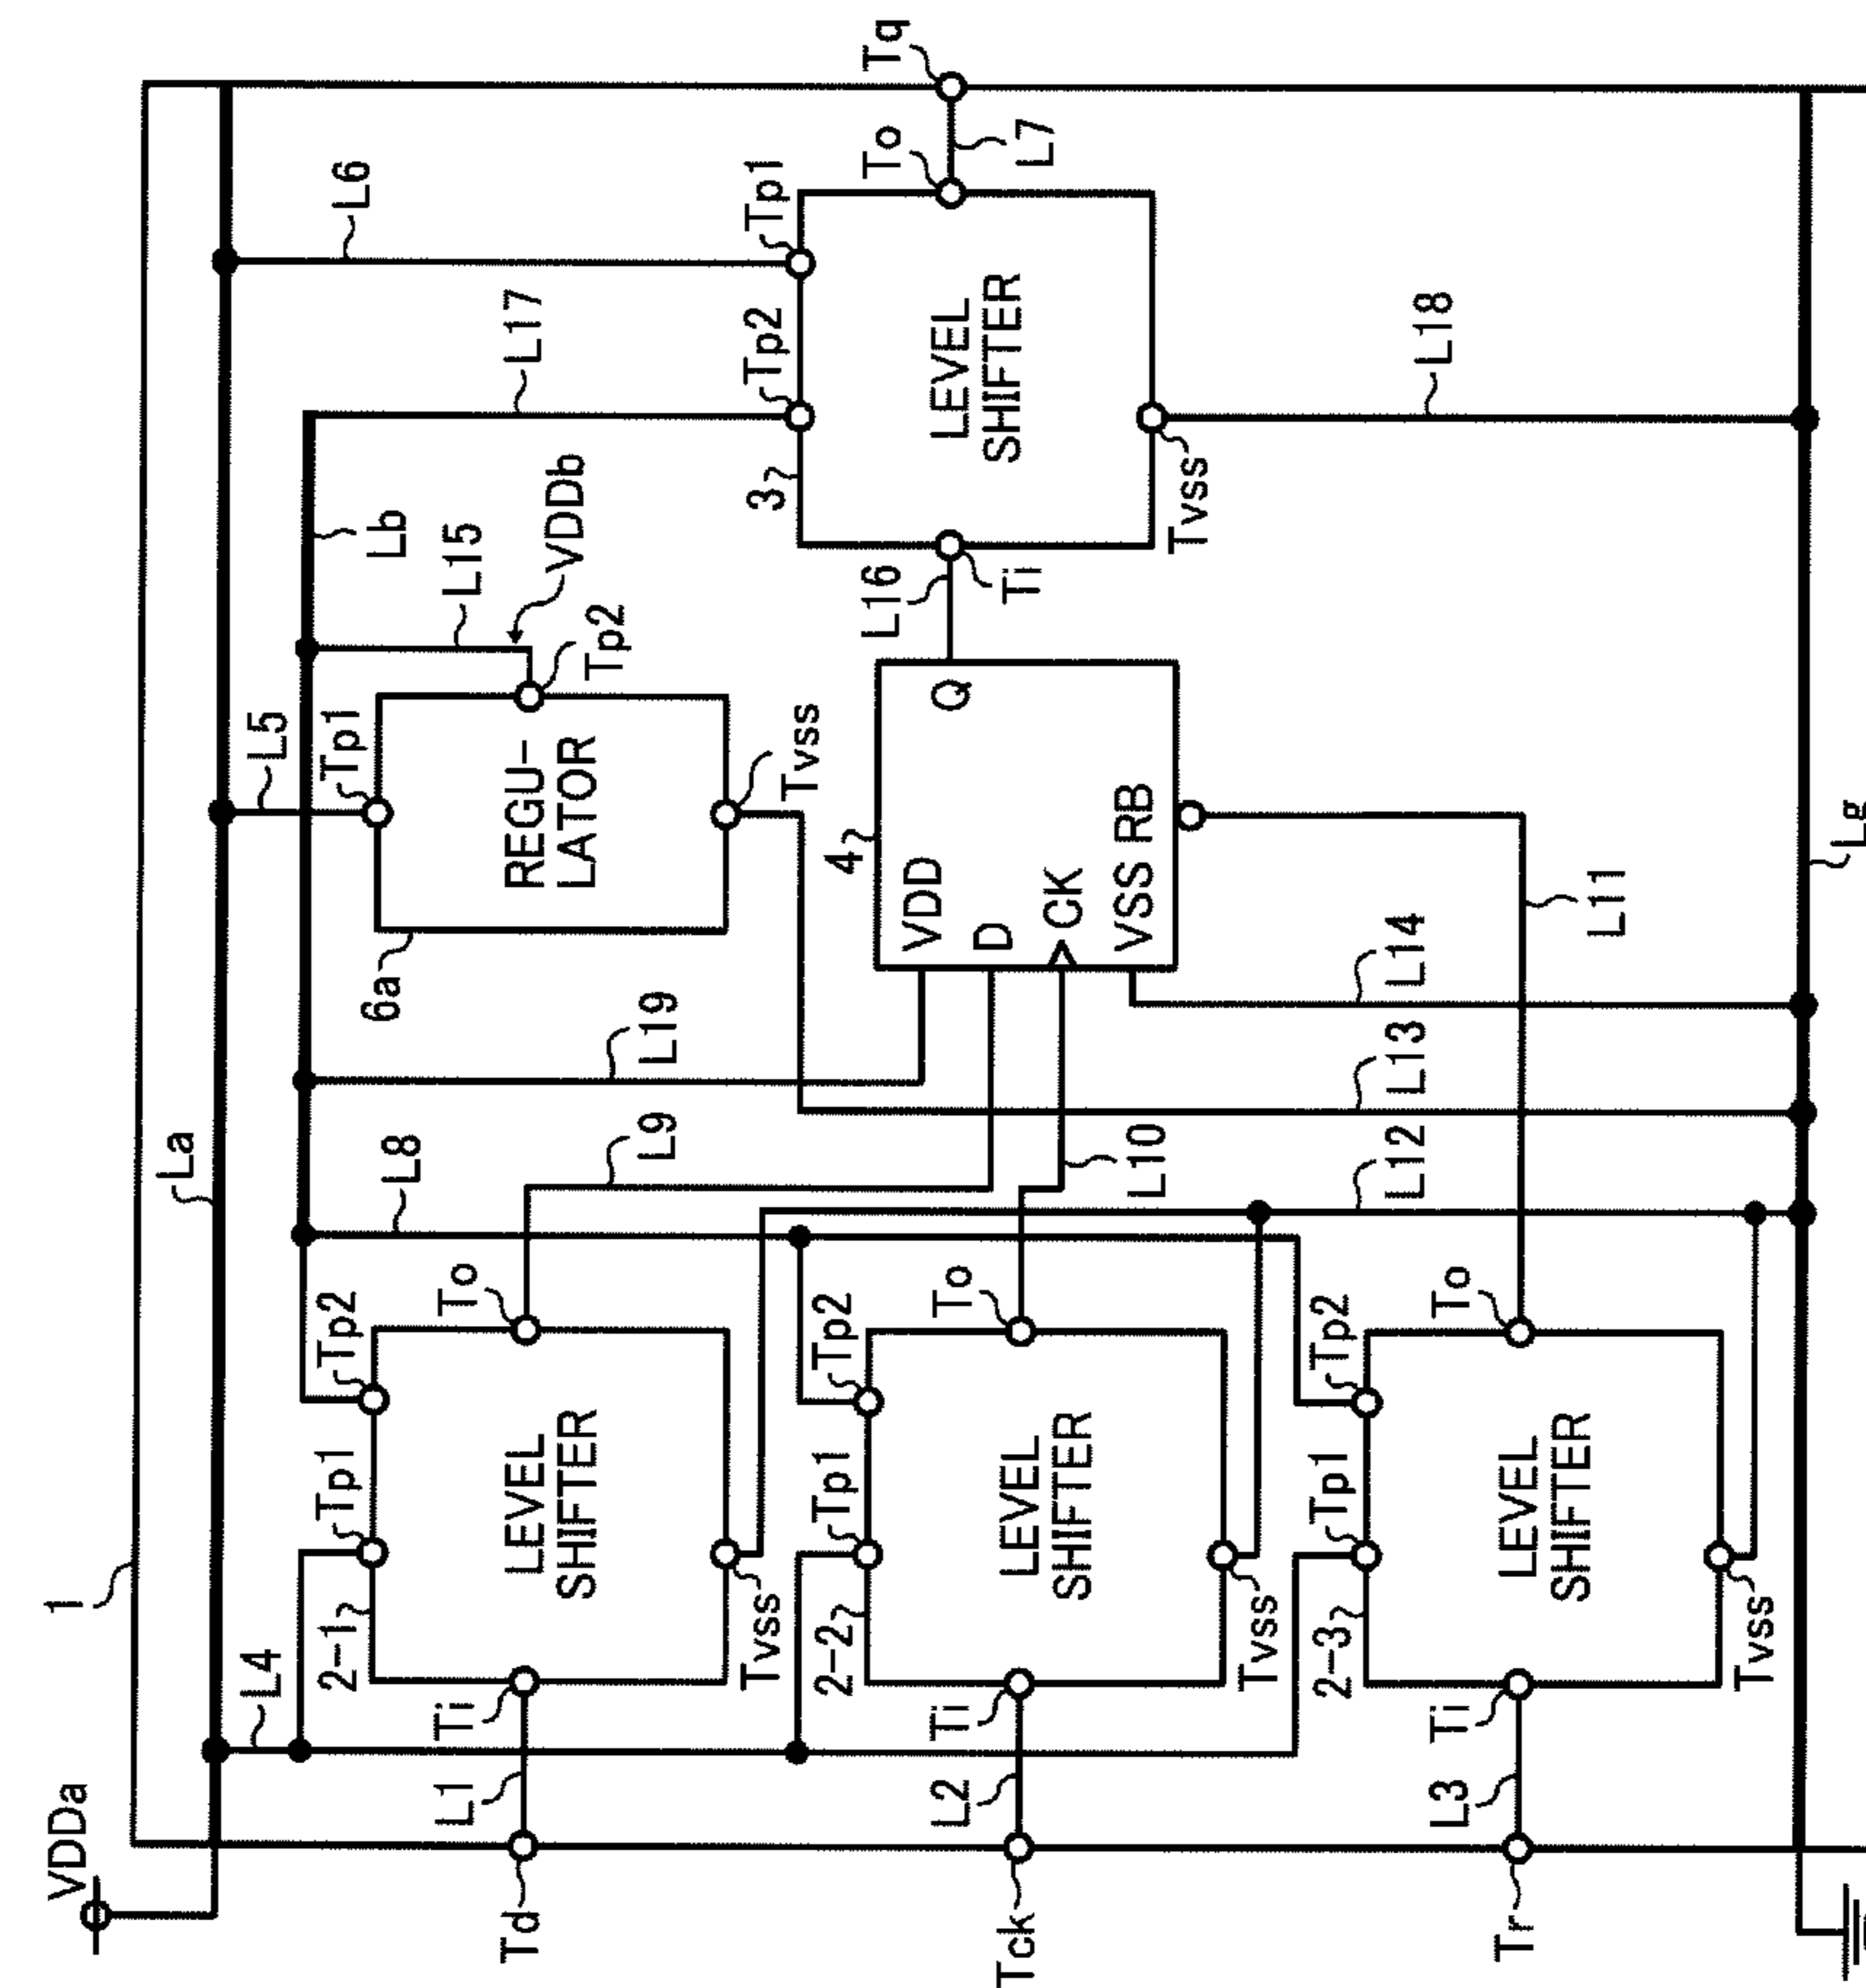 VDDa
1
La
L4
L5
L6
Lb
L8
L19
L15
L17
VDDb
2-1
Tp1
Tp2
Td
L1
Ti
LEVEL
SHIFTER
To
Tvss
L9
6a
Tp1
REGU-
LATOR
Tp2
Tvss
3
Tp2
Tp1
Ti
LEVEL
SHIFTER
To
Tvss
L7
Tq
L16
4
VDD
D
CK
VSS
RB
Q
2-2
Tp1
Tp2
Tck
L2
Ti
LEVEL
SHIFTER
To
Tvss
L10
2-3
Tp1
Tp2
Tr
L3
Ti
LEVEL
SHIFTER
To
Tvss
L12
L13
L14
L11
L18
Lg